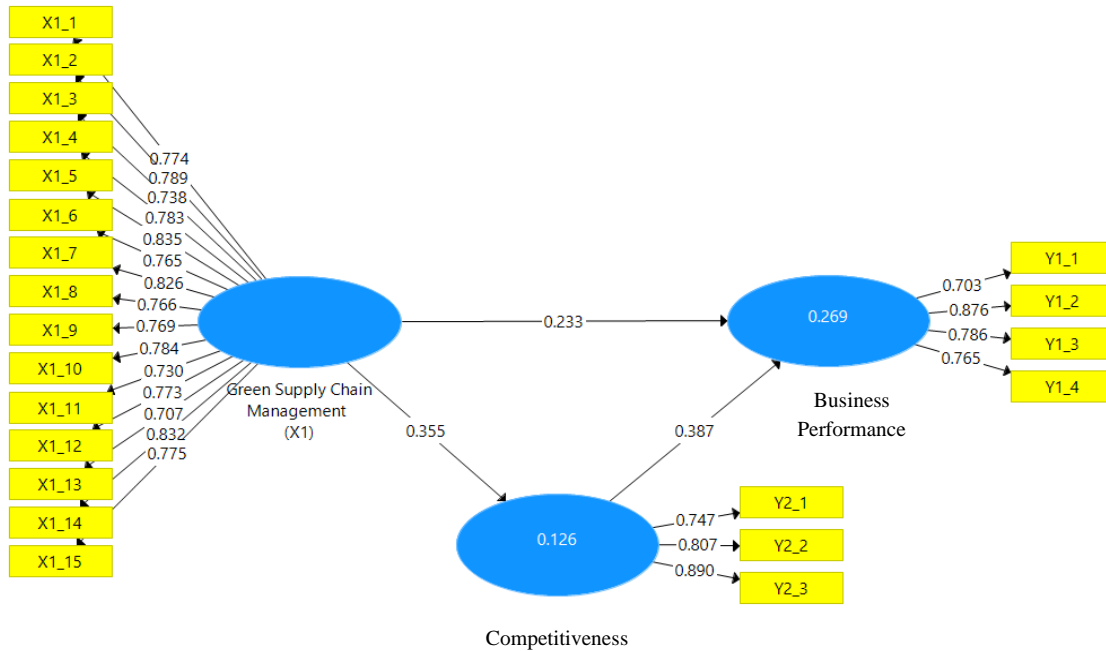 X1_1
X1_2
X1_3
X1_4
X1_5
X1_6
X1_7
X1_8
X1_9
X1_10
X1_11
X1_12
X1_13
X1_14
X1_15
0.774
0.789
0.738
0.783
0.835
0.765
0.826
0.766
0.769
0.784
0.730
0.773
0.707
0.832
0.775
Green Supply Chain
Management
(X1)
0.233
0.355
0.387
0.269
Business
Performance
0.703
0.876
0.786
0.765
Y1_1
Y1_2
Y1_3
Y1_4
0.126
Competitiveness
0.747
0.807
0.890
Y2_1
Y2_2
Y2_3